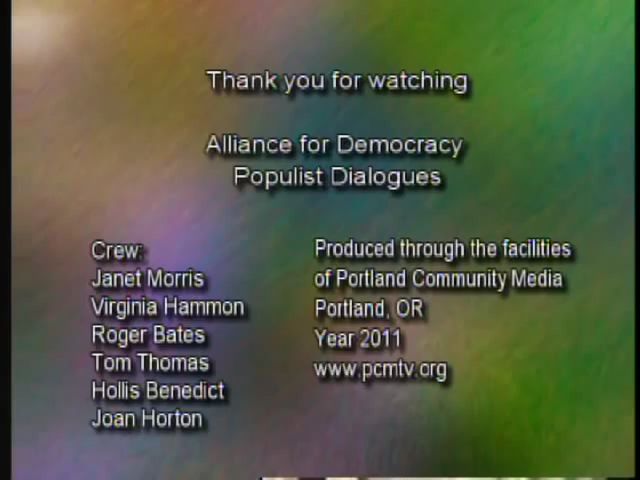 Thank you for watching
Alliance for Democracy
Populist Dialogues
Crew:
Janet Morris
Virginia Hammon
Roger Bates
Tom Thomas
Hollis Benedict
Joan Horton
Produced through the facilities
of Portland Community Media
Portland, OR
Year 2011
www.pcmtv.org